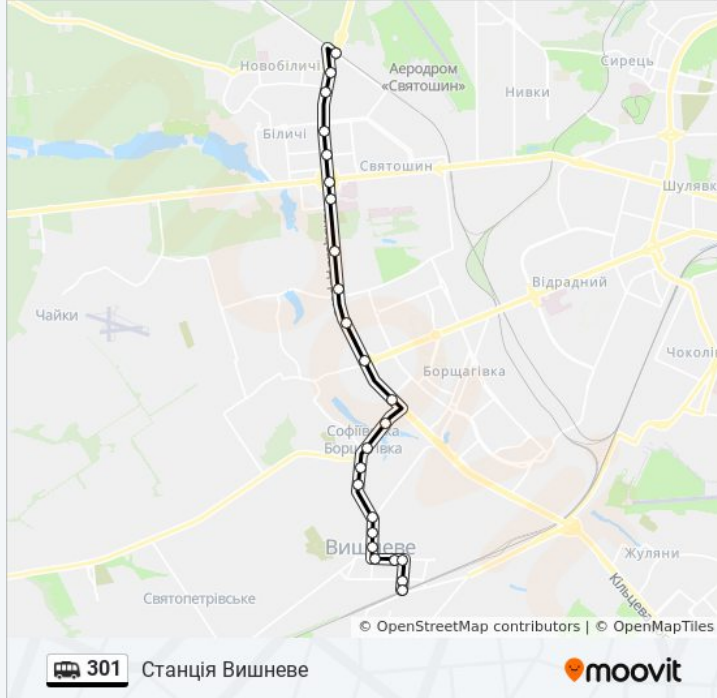 Новобіличі
Аеродром
«Святошин»
Сирець
Нивки
Біличі
Святошин
Шулявк
Відрадний
Чайки
Чоколі
Борщагівка
Софіївська
Борщагівка
Вишневе
Жуляни
Кільцева
Святопетрівське
© OpenStreetMap contributors | © OpenMapTiles
301 Станція Вишневе moovit